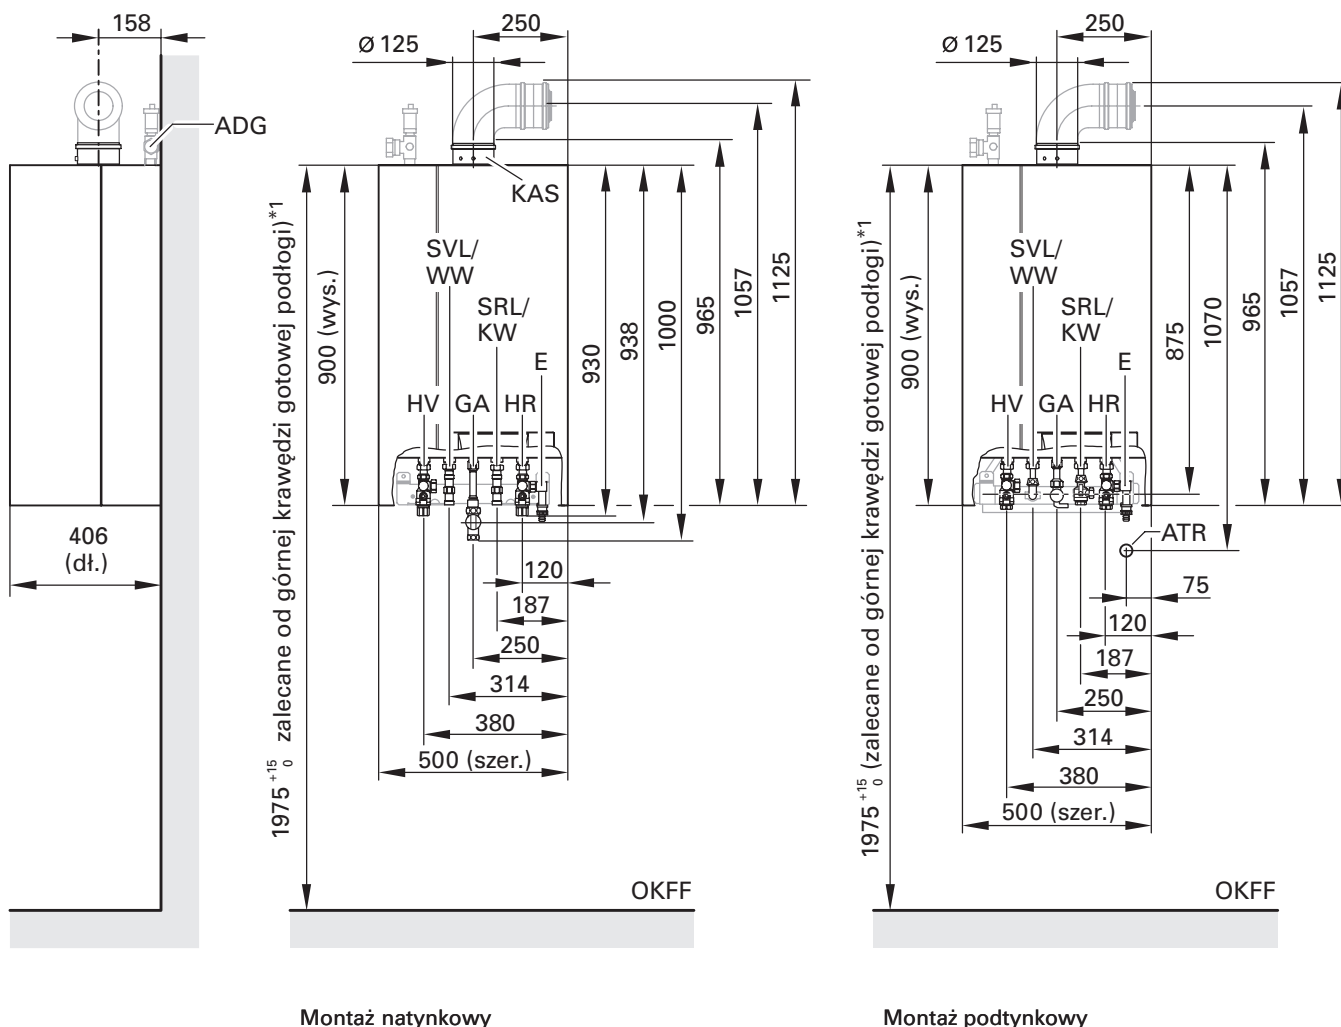 158
406
(dł.)
ADG
250
Ø 125
KAS
1975 +15 0 zalecane od górnej krawędzi gotowej podłogi)*1
900 (wys.)
SVL/
WW
SRL/
KW
E
HV
GA
HR
930
938
1000
965
1057
1125
120
187
250
314
380
500 (szer.)
OKFF
Montaż natynkowy
250
Ø 125
1975 +15 0 (zalecane od górnej krawędzi gotowej podłogi)*1
900 (wys.)
SVL/
WW
SRL/
KW
E
HV
GA
HR
875
1070
965
1057
1125
ATR
75
120
187
250
314
380
500 (szer.)
OKFF
Montaż podtynkowy